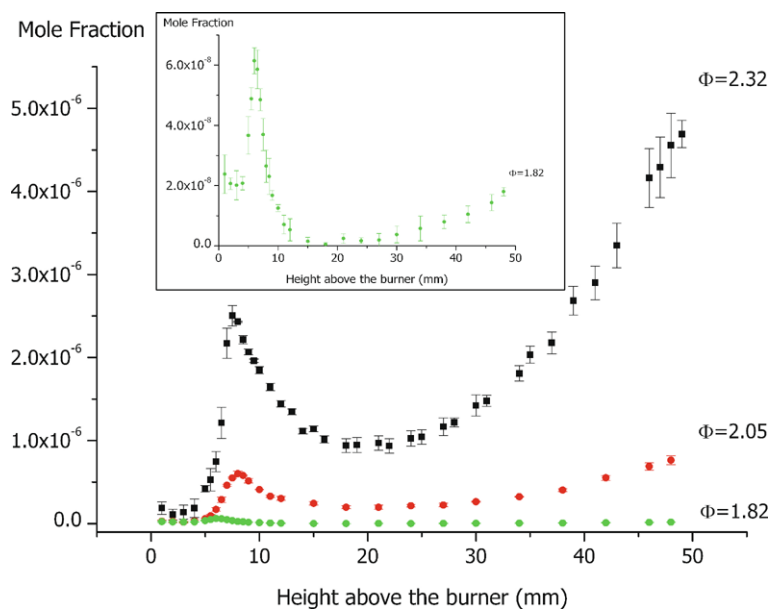 Mole Fraction
Mole Fraction
6.0x10⁻⁸
4.0x10⁻⁸
2.0x10⁻⁸
0.0
0 10 20 30 40 50
Height above the burner (mm)
Φ=1.82
Φ=2.32
5.0x10⁻⁶
4.0x10⁻⁶
3.0x10⁻⁶
2.0x10⁻⁶
1.0x10⁻⁶
0.0
Φ=2.05
Φ=1.82
0 10 20 30 40 50
Height above the burner (mm)